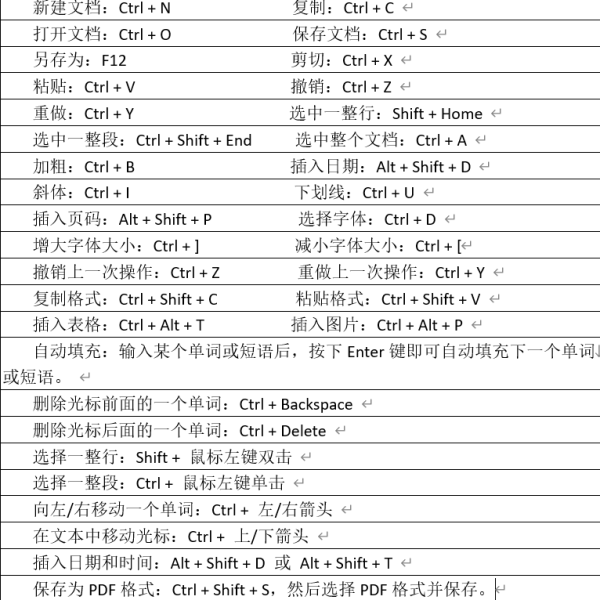 新建文档：Ctrl + N 复制：Ctrl + C
打开文档：Ctrl + O 保存文档：Ctrl + S
另存为：F12 剪切：Ctrl + X
粘贴：Ctrl + V 撤销：Ctrl + Z
重做：Ctrl + Y 选中一整行：Shift + Home
选中一整段：Ctrl + Shift + End 选中整个文档：Ctrl + A
加粗：Ctrl + B 插入日期：Alt + Shift + D
斜体：Ctrl + I 下划线：Ctrl + U
插入页码：Alt + Shift + P 选择字体：Ctrl + D
增大字体大小：Ctrl + ] 减小字体大小：Ctrl + [
撤销上一次操作：Ctrl + Z 重做上一次操作：Ctrl + Y
复制格式：Ctrl + Shift + C 粘贴格式：Ctrl + Shift + V
插入表格：Ctrl + Alt + T 插入图片：Ctrl + Alt + P
自动填充：输入某个单词或短语后，按下 Enter 键即可自动填充下一个单词
或短语。
删除光标前面的一个单词：Ctrl + Backspace
删除光标后面的一个单词：Ctrl + Delete
选择一整行：Shift + 鼠标左键双击
选择一整段：Ctrl + 鼠标左键单击
向左/右移动一个单词：Ctrl + 左/右箭头
在文本中移动光标：Ctrl + 上/下箭头
插入日期和时间：Alt + Shift + D 或 Alt + Shift + T
保存为 PDF 格式：Ctrl + Shift + S，然后选择 PDF 格式并保存。